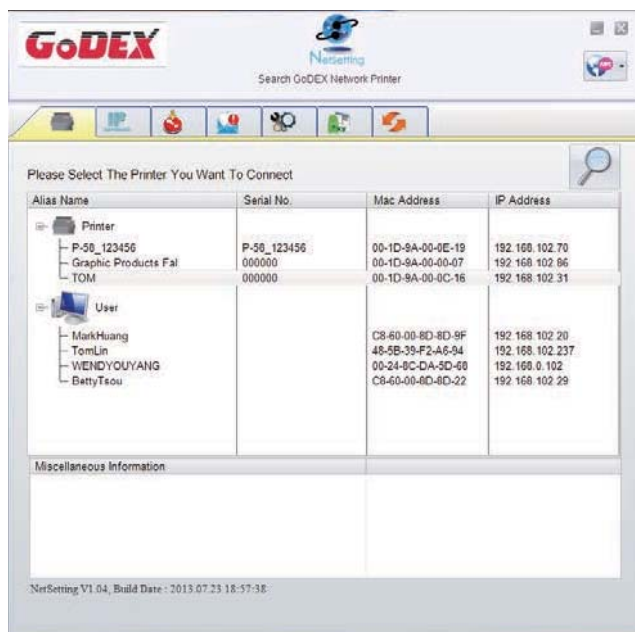 GoDEX
Netsetting
Search GoDEX Network Printer
IP
Please Select The Printer You Want To Connect
Alias Name Serial No. Mac Address IP Address
Printer
P-58_123456 P-58_123456 00-1D-9A-00-0E-19 192.168.102.70
Graphic Products Fal 000000 00-1D-9A-00-00-07 192.168.102.86
TOM 000000 00-1D-9A-00-0C-16 192.168.102.31
User
MarkHuang C8-60-00-8D-8D-9F 192.168.102.20
TomLin 48-5B-39-F2-A6-94 192.168.102.237
WENDYOUYANG 00-24-8C-DA-5D-68 192.168.0.102
BettyTsou C8-60-00-8D-8D-22 192.168.102.29
Miscellaneous Information
NetSetting V1.04, Build Date : 2013.07.23 18:57:38